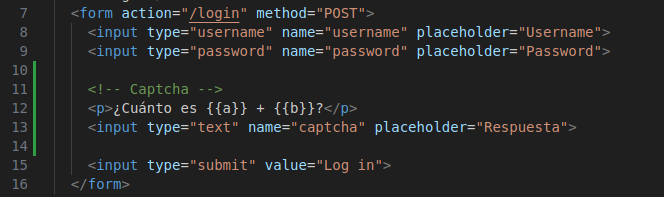 7 <form action="/login" method="POST">
8 <input type="username" name="username" placeholder="Username">
9 <input type="password" name="password" placeholder="Password">
10
11 <!-- Captcha -->
12 <p>¿Cuánto es {{a}} + {{b}}?</p>
13 <input type="text" name="captcha" placeholder="Respuesta">
14
15 <input type="submit" value="Log in">
16 </form>